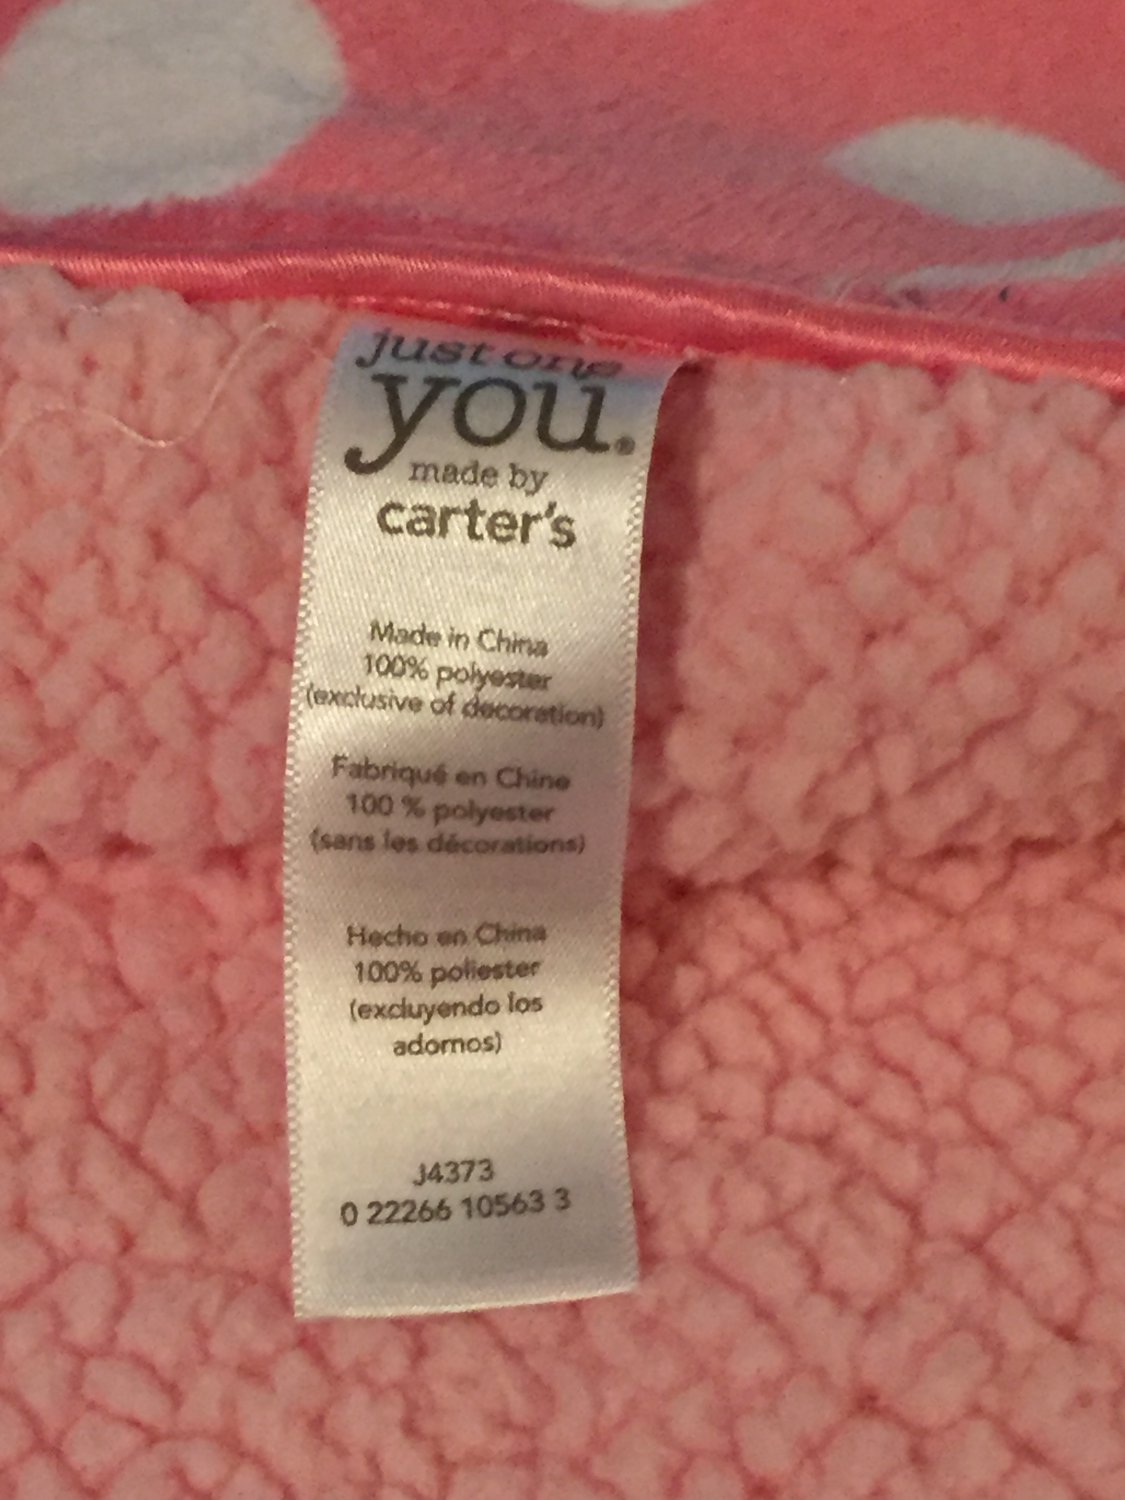 just one
you.®
made by
carter's
Made in China
100% polyester
(exclusive of decoration)
Fabriqué en Chine
100 % polyester
(sans les décorations)
Hecho en China
100% poliester
(excluyendo los
adornos)
J4373
0 22266 10563 3